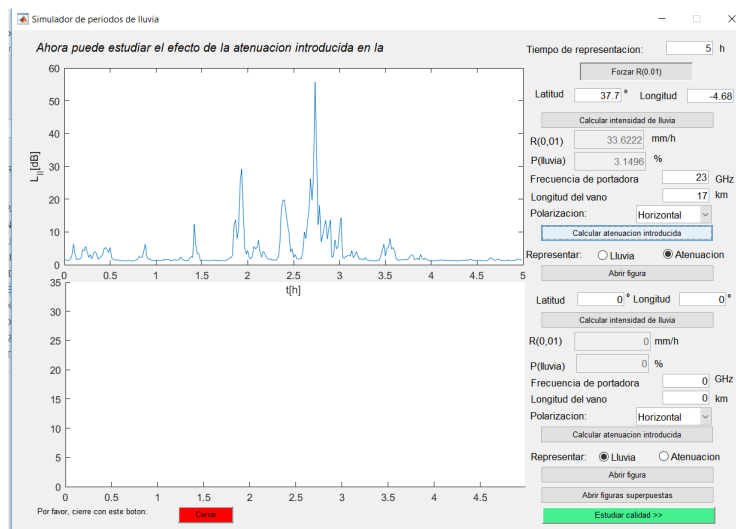 Simulador de periodos de lluvia
Ahora puede estudiar el efecto de la atenuacion introducida en la
Tiempo de representacion: 5 h
Forzar R(0.01)
Latitud 37.7 º Longitud -4.68
Calcular intensidad de lluvia
R(0,01) 33.6222 mm/h
P(lluvia) 3.1496 %
Frecuencia de portadora 23 GHz
Longitud del vano 17 km
Polarizacion: Horizontal
Calcular atenuacion introducida
Representar: Lluvia Atenuacion
Abrir figura
60
50
40
30
20
10
0
L||[dB]
0 0.5 1 1.5 2 2.5 3 3.5 4 4.5 5
t[h]
Latitud 0 º Longitud 0 º
Calcular intensidad de lluvia
R(0,01) 0 mm/h
P(lluvia) 0 %
Frecuencia de portadora 0 GHz
Longitud del vano 0 km
Polarizacion: Horizontal
Calcular atenuacion introducida
Representar: Lluvia Atenuacion
Abrir figura
Abrir figuras superpuestas
35
30
25
20
15
10
5
0
0 0.5 1 1.5 2 2.5 3 3.5 4 4.5
Por favor, cierre con este boton: Cerrar
Estudiar calidad >>